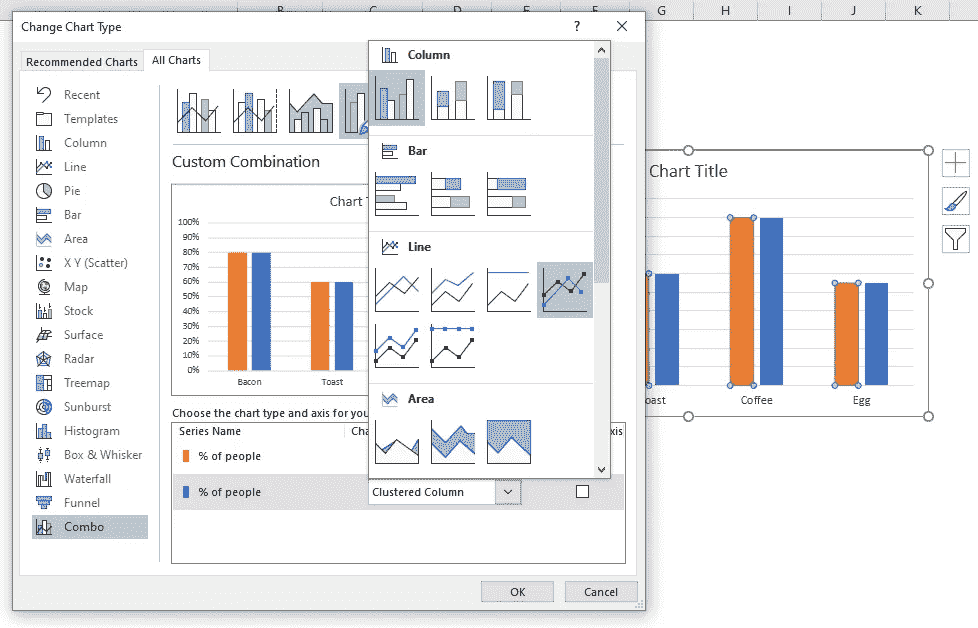 B C D E F G H I J K
Change Chart Type
?
Recommended Charts
All Charts
Recent
Templates
Column
Line
Pie
Bar
Area
X Y (Scatter)
Map
Stock
Surface
Radar
Treemap
Sunburst
Histogram
Box & Whisker
Waterfall
Funnel
Combo
Custom Combination
Chart
100%
90%
80%
70%
60%
50%
40%
30%
20%
10%
0%
Bacon
Toast
Choose the chart type and axis for you
Series Name
Cha
xis
% of people
% of people
Clustered Column
Column
Bar
Line
Area
OK
Cancel
Chart Title
oast
Coffee
Egg